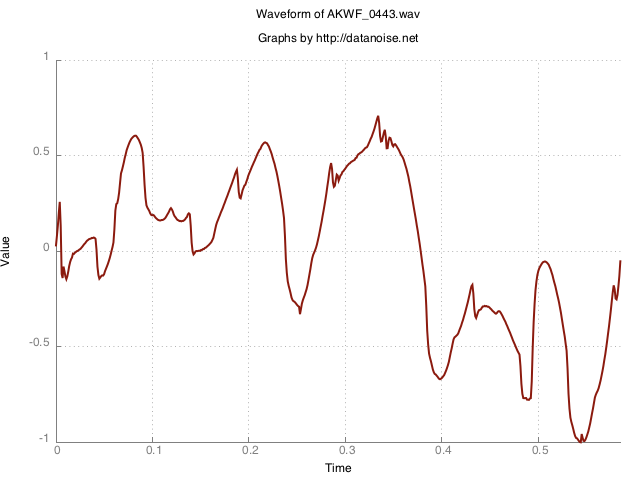 Waveform of AKWF_0443.wav
Graphs by http://datanoise.net
1
0.5
0
-0.5
-1
Value
0 0.1 0.2 0.3 0.4 0.5
Time